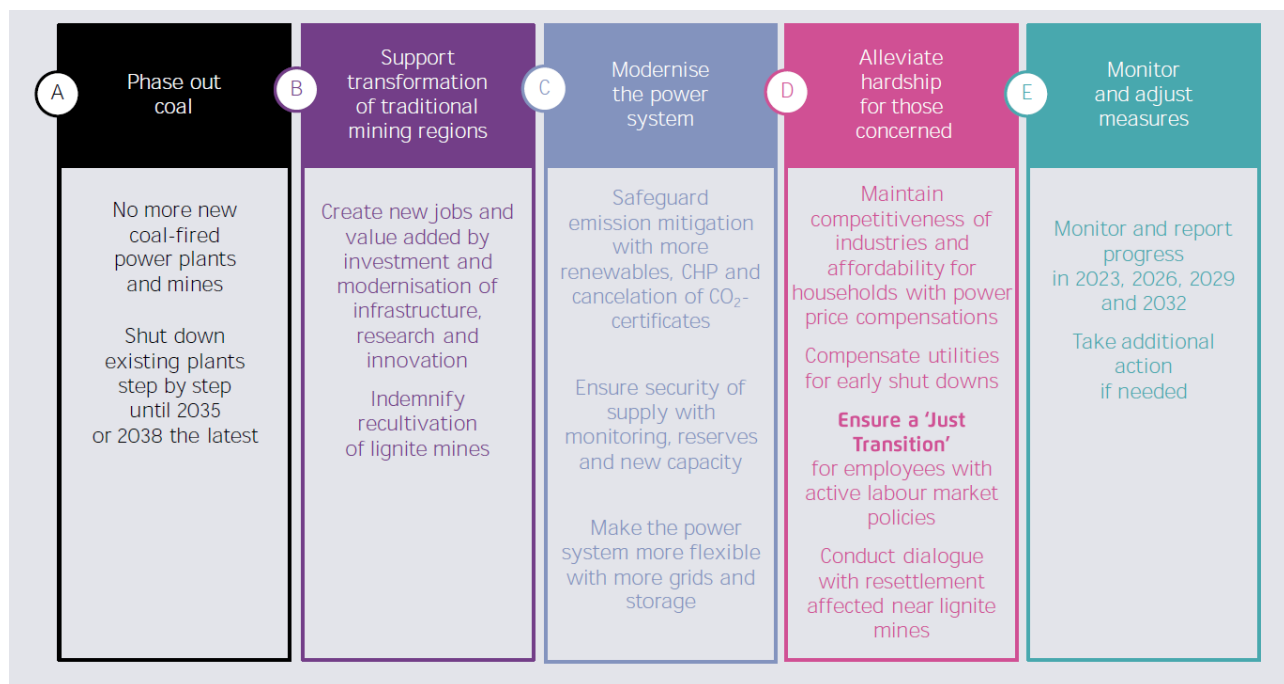 A
Phase out
coal
No more new
coal-fired
power plants
and mines
Shut down
existing plants
step by step
until 2035
or 2038 the latest
B
Support
transformation
of traditional
mining regions
Create new jobs and
value added by
investment and
modernisation of
infrastructure,
research and
innovation
Indemnify
recultivation
of lignite mines
C
Modernise
the power
system
Safeguard
emission mitigation
with more
renewables, CHP and
cancelation of CO₂-
certificates
Ensure security of
supply with
monitoring, reserves
and new capacity
Make the power
system more flexible
with more grids and
storage
D
Alleviate
hardship
for those
concerned
Maintain
competitiveness of
industries and
affordability for
households with power
price compensations
Compensate utilities
for early shut downs
Ensure a ‘Just
Transition’
for employees with
active labour market
policies
Conduct dialogue
with resettlement
affected near lignite
mines
E
Monitor
and adjust
measures
Monitor and report
progress
in 2023, 2026, 2029
and 2032
Take additional
action
if needed